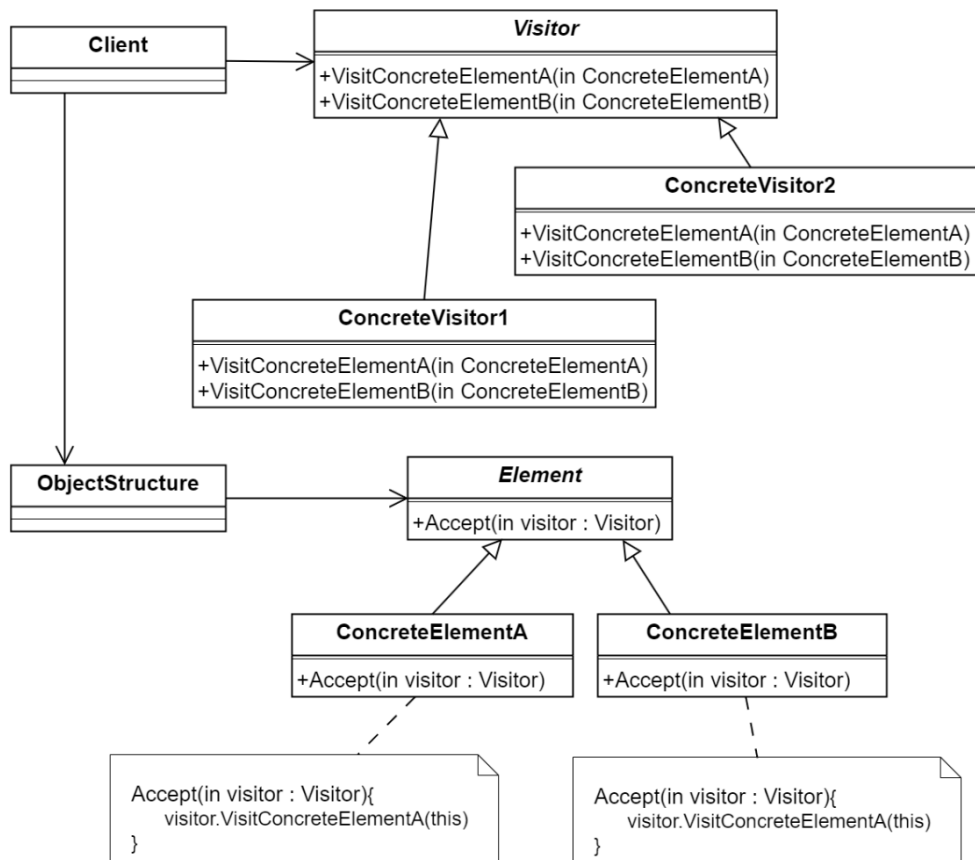 Client
Visitor
+VisitConcreteElementA(in ConcreteElementA)
+VisitConcreteElementB(in ConcreteElementB)
ConcreteVisitor2
+VisitConcreteElementA(in ConcreteElementA)
+VisitConcreteElementB(in ConcreteElementB)
ConcreteVisitor1
+VisitConcreteElementA(in ConcreteElementA)
+VisitConcreteElementB(in ConcreteElementB)
ObjectStructure
Element
+Accept(in visitor : Visitor)
ConcreteElementA
+Accept(in visitor : Visitor)
ConcreteElementB
+Accept(in visitor : Visitor)
Accept(in visitor : Visitor){
visitor.VisitConcreteElementA(this)
}
Accept(in visitor : Visitor){
visitor.VisitConcreteElementA(this)
}